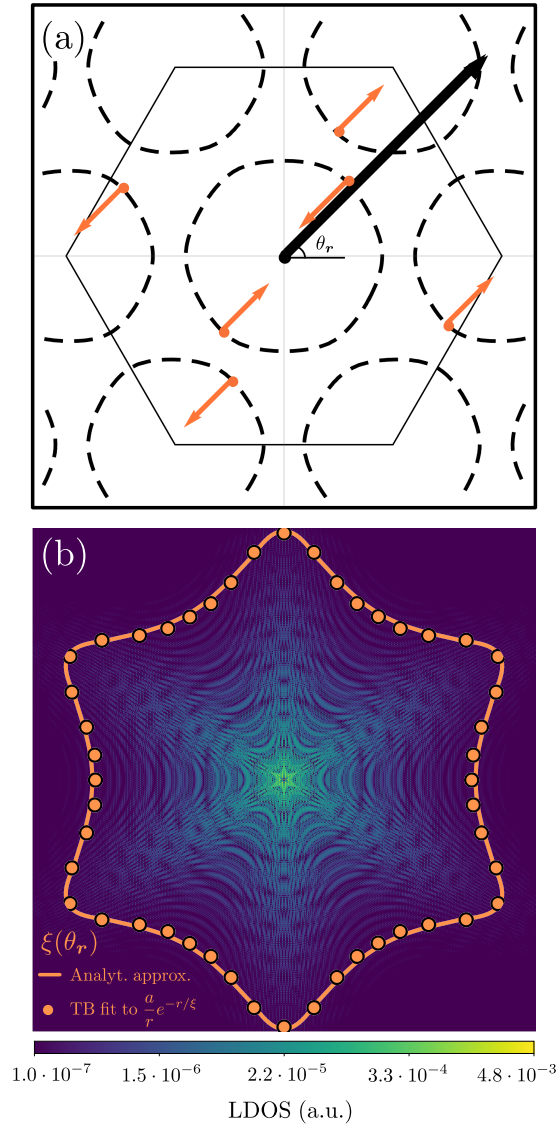 (a)
θ_r
(b)
ξ(θ_r)
Analyt. approx.
TB fit to a/r e^{-r/ξ}
1.0 · 10^{-7} 1.5 · 10^{-6} 2.2 · 10^{-5} 3.3 · 10^{-4} 4.8 · 10^{-3}
LDOS (a.u.)